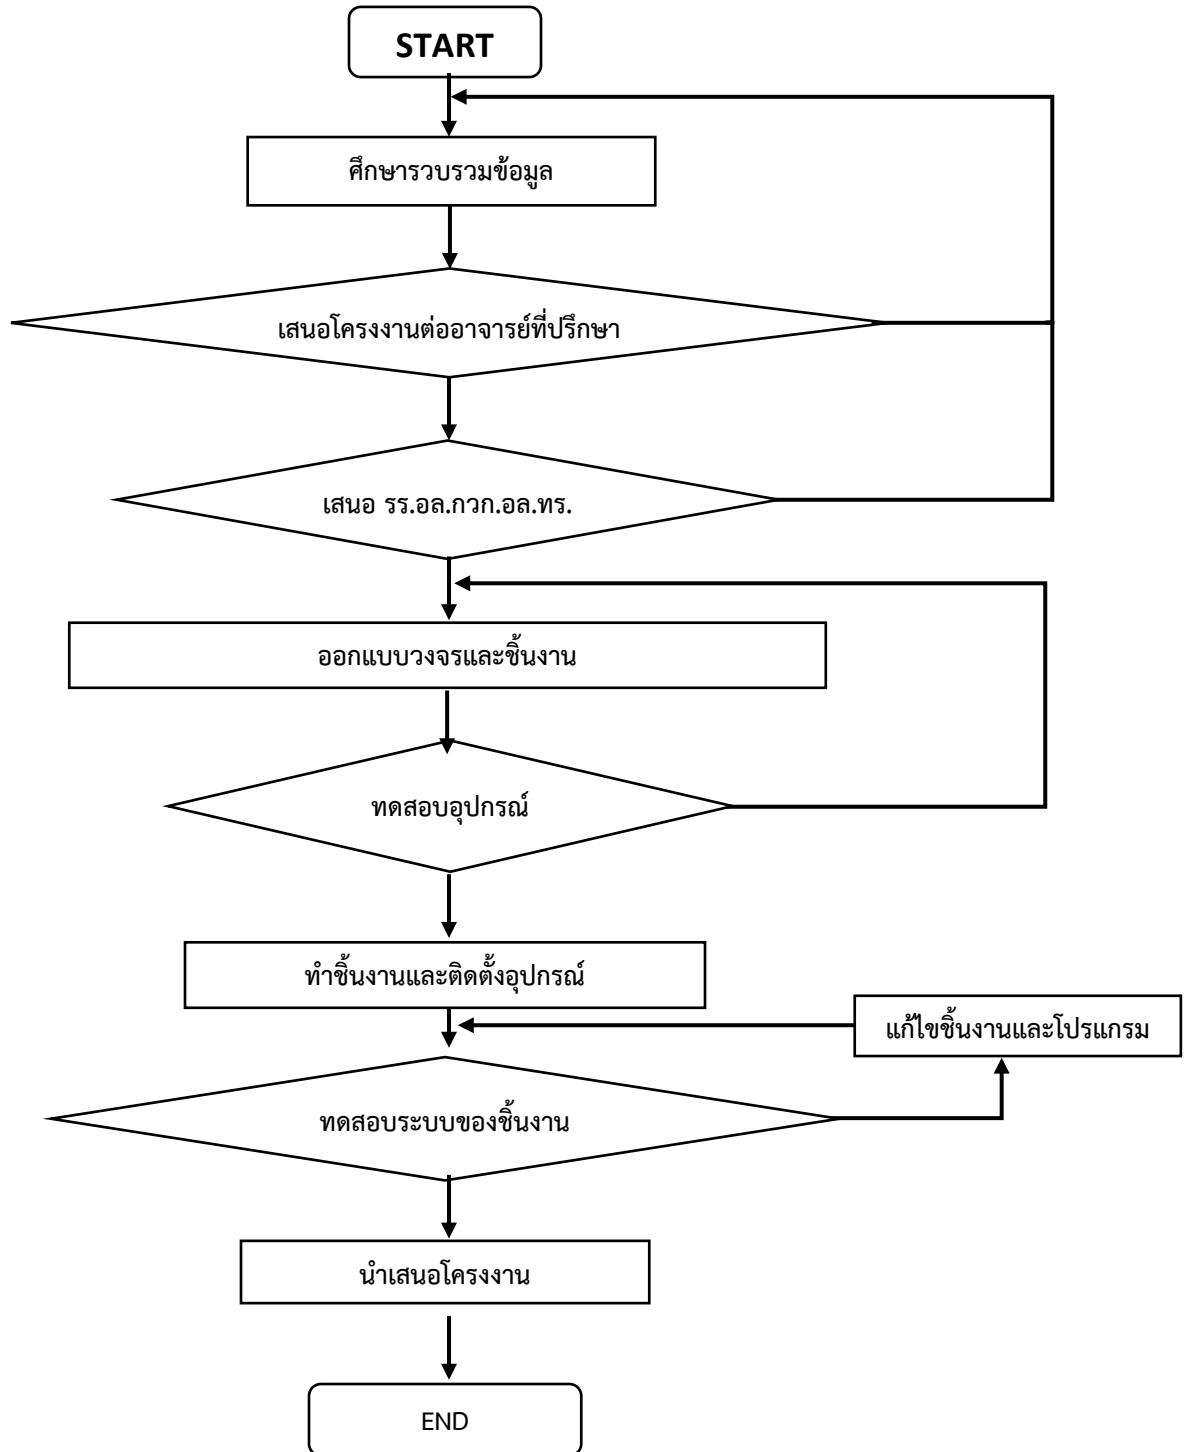 START
ศึกษารวบรวมข้อมูล
เสนอโครงงานต่ออาจารย์ที่ปรึกษา
เสนอ รร.อล.กวก.อล.ทร.
ออกแบบวงจรและชิ้นงาน
ทดสอบอุปกรณ์
ทำชิ้นงานและติดตั้งอุปกรณ์
แก้ไขชิ้นงานและโปรแกรม
ทดสอบระบบของชิ้นงาน
นำเสนอโครงงาน
END